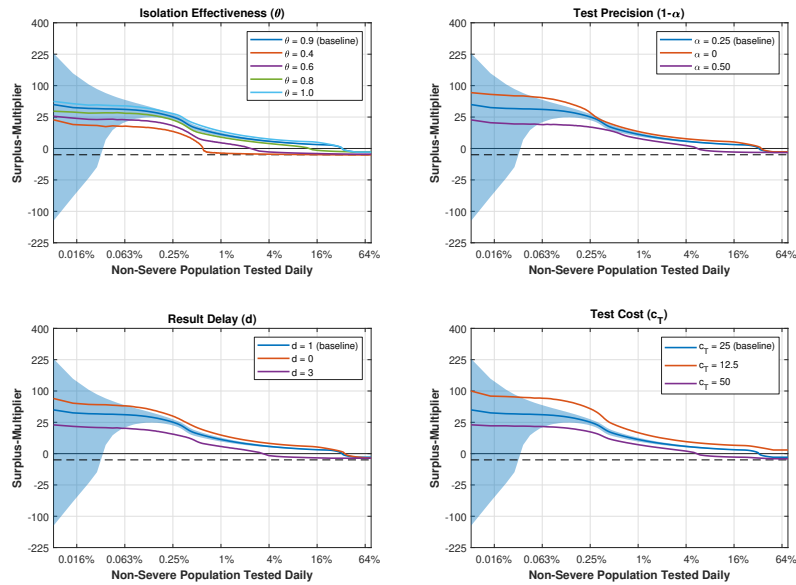 Isolation Effectiveness (θ)
400
225
100
25
0
-25
-100
-225
Surplus-Multiplier
θ = 0.9 (baseline)
θ = 0.4
θ = 0.6
θ = 0.8
θ = 1.0
0.016% 0.063% 0.25% 1% 4% 16% 64%
Non-Severe Population Tested Daily
Test Precision (1-α)
400
225
100
25
0
-25
-100
-225
Surplus-Multiplier
α = 0.25 (baseline)
α = 0
α = 0.50
0.016% 0.063% 0.25% 1% 4% 16% 64%
Non-Severe Population Tested Daily
Result Delay (d)
400
225
100
25
0
-25
-100
-225
Surplus-Multiplier
d = 1 (baseline)
d = 0
d = 3
0.016% 0.063% 0.25% 1% 4% 16% 64%
Non-Severe Population Tested Daily
Test Cost (c_T)
400
225
100
25
0
-25
-100
-225
Surplus-Multiplier
c_T = 25 (baseline)
c_T = 12.5
c_T = 50
0.016% 0.063% 0.25% 1% 4% 16% 64%
Non-Severe Population Tested Daily